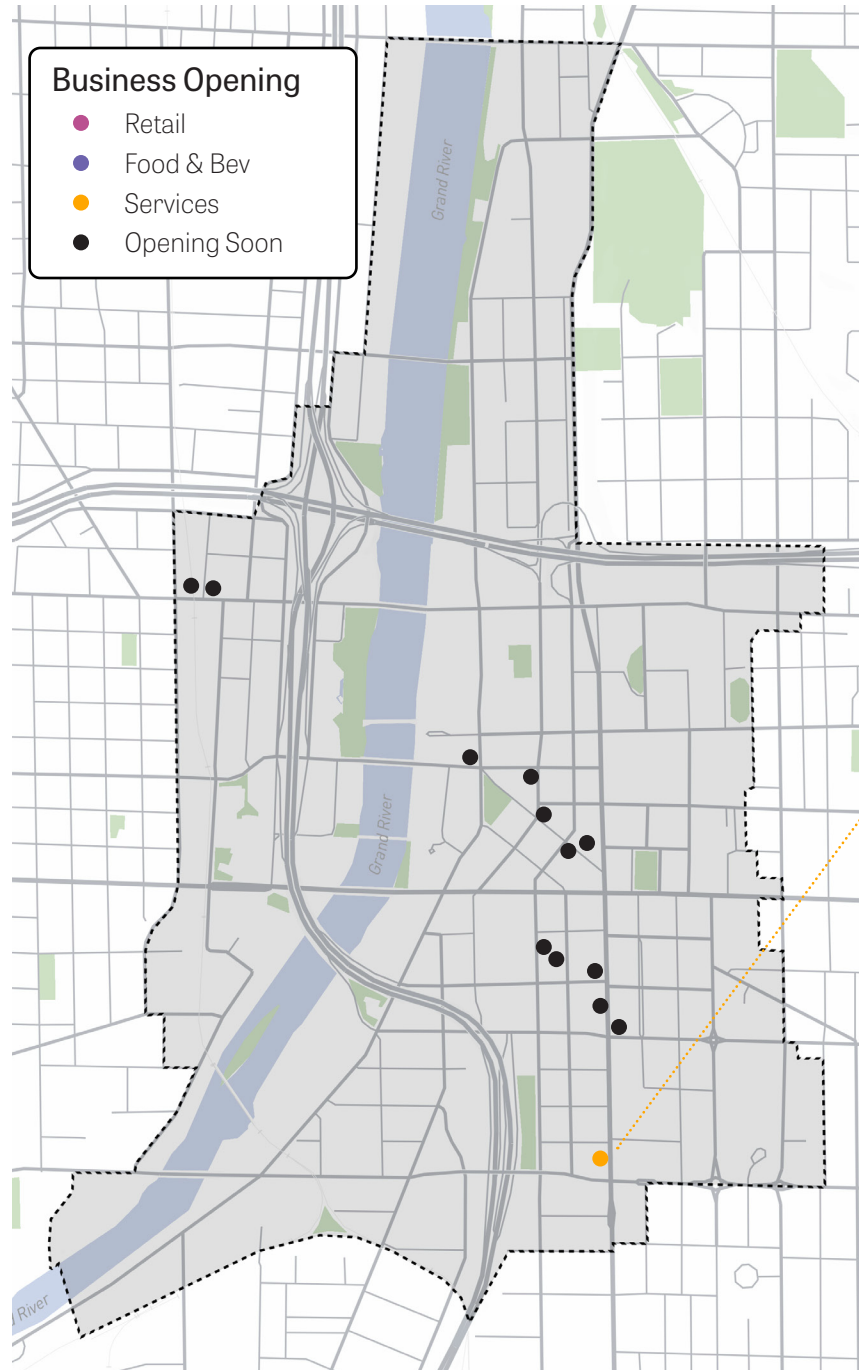 Business Opening
Retail
Food & Bev
Services
Opening Soon
Grand River
Grand River
d River